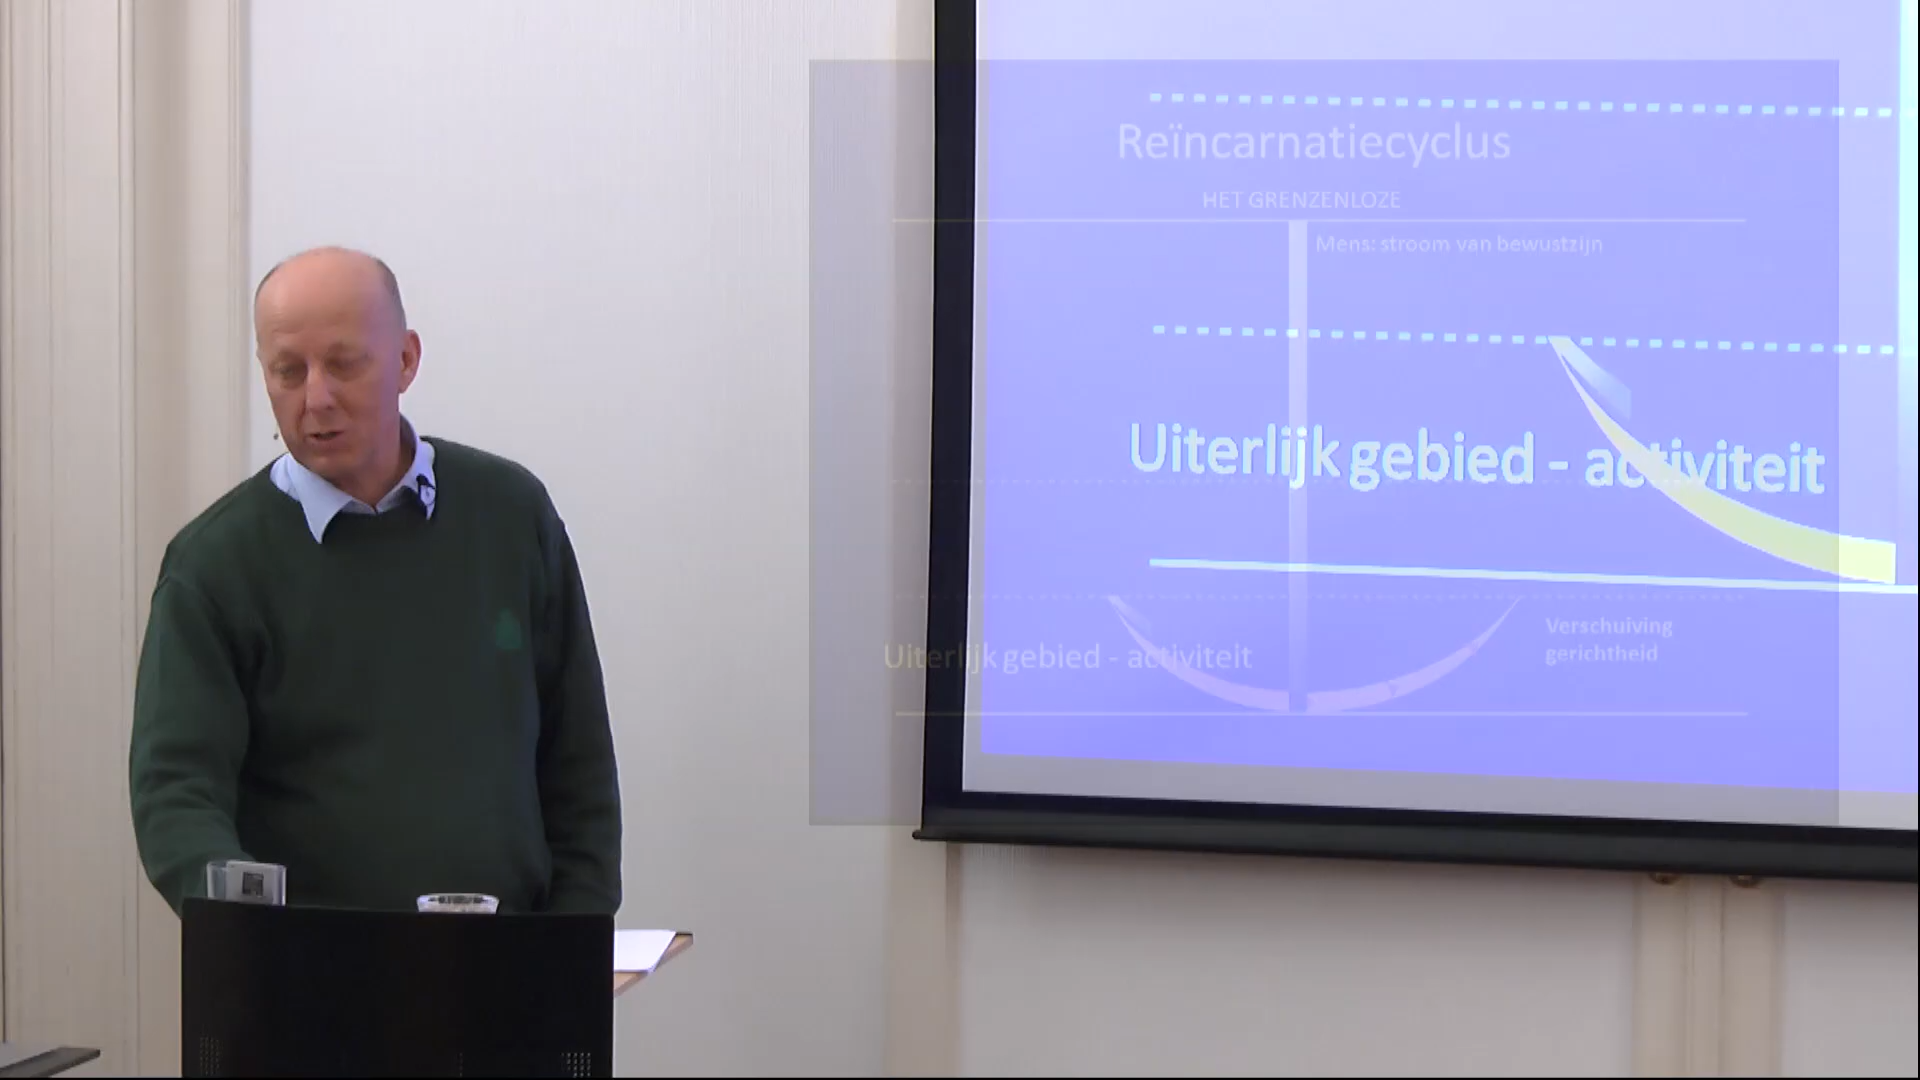 Reïncarnatiecyclus
HET GRENZENLOZE
Mens: stroom van bewustzijn
Uiterlijk gebied - activiteit
Verschuiving
gerichtheid
Uiterlijk gebied - activiteit